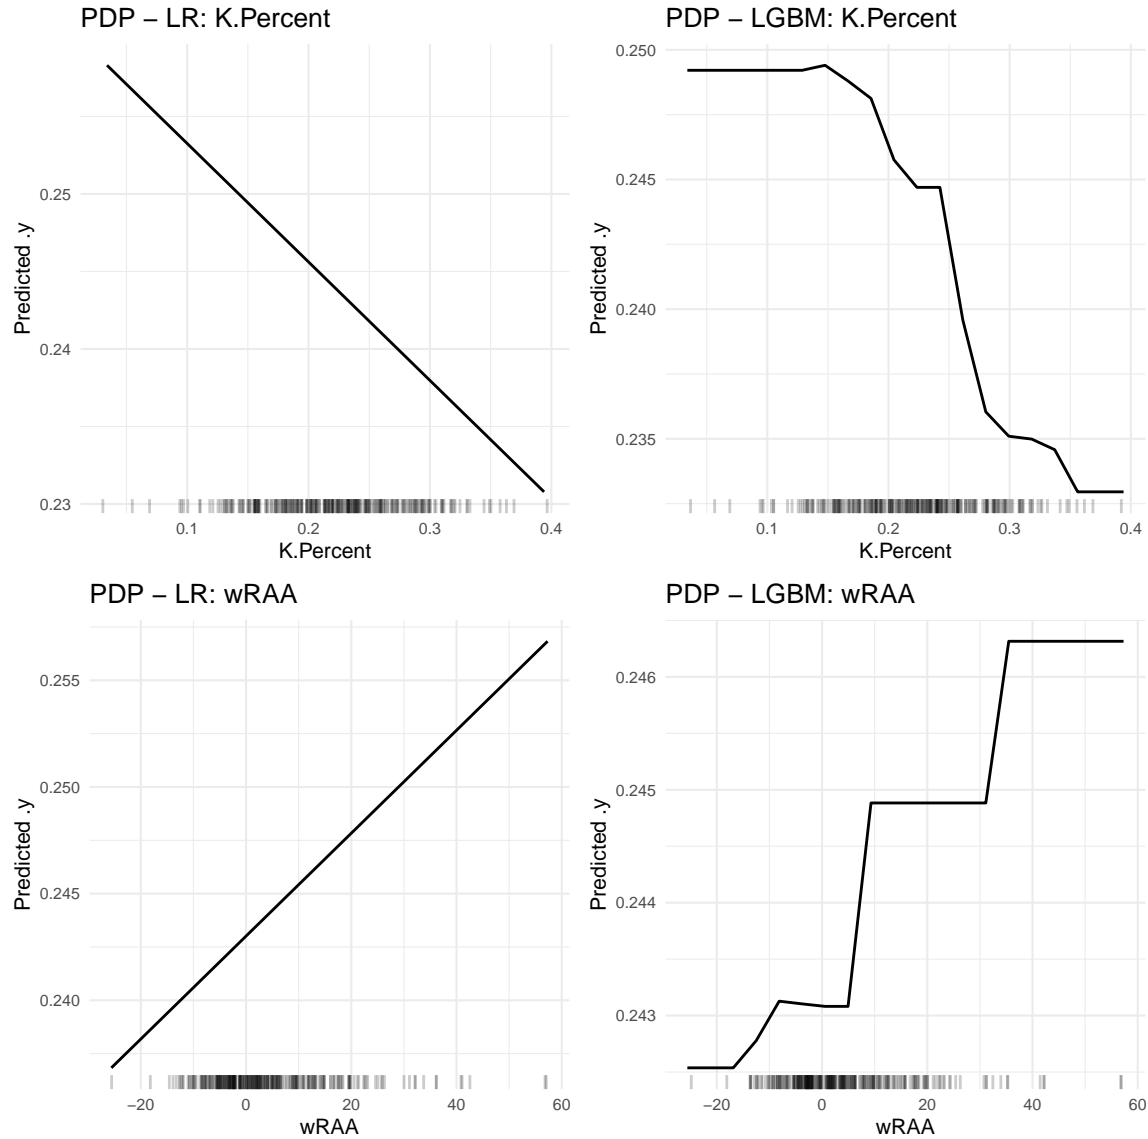 PDP – LR: K.Percent
Predicted .y
0.25
0.24
0.23
0.1
0.2
0.3
0.4
K.Percent
PDP – LGBM: K.Percent
Predicted .y
0.250
0.245
0.240
0.235
0.1
0.2
0.3
0.4
K.Percent
PDP – LR: wRAA
Predicted .y
0.255
0.250
0.245
0.240
−20
0
20
40
60
wRAA
PDP – LGBM: wRAA
Predicted .y
0.246
0.245
0.244
0.243
−20
0
20
40
60
wRAA